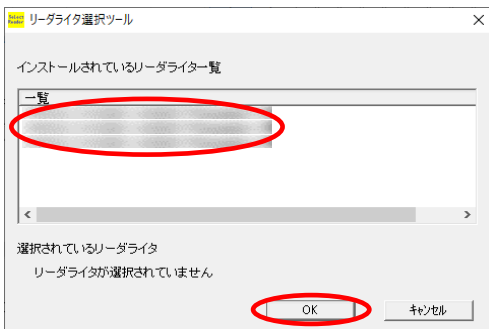 Select Reader リーダライタ選択ツール
インストールされているリーダライタ一覧
一覧
選択されているリーダライタ
リーダライタが選択されていません
OK キャンセル